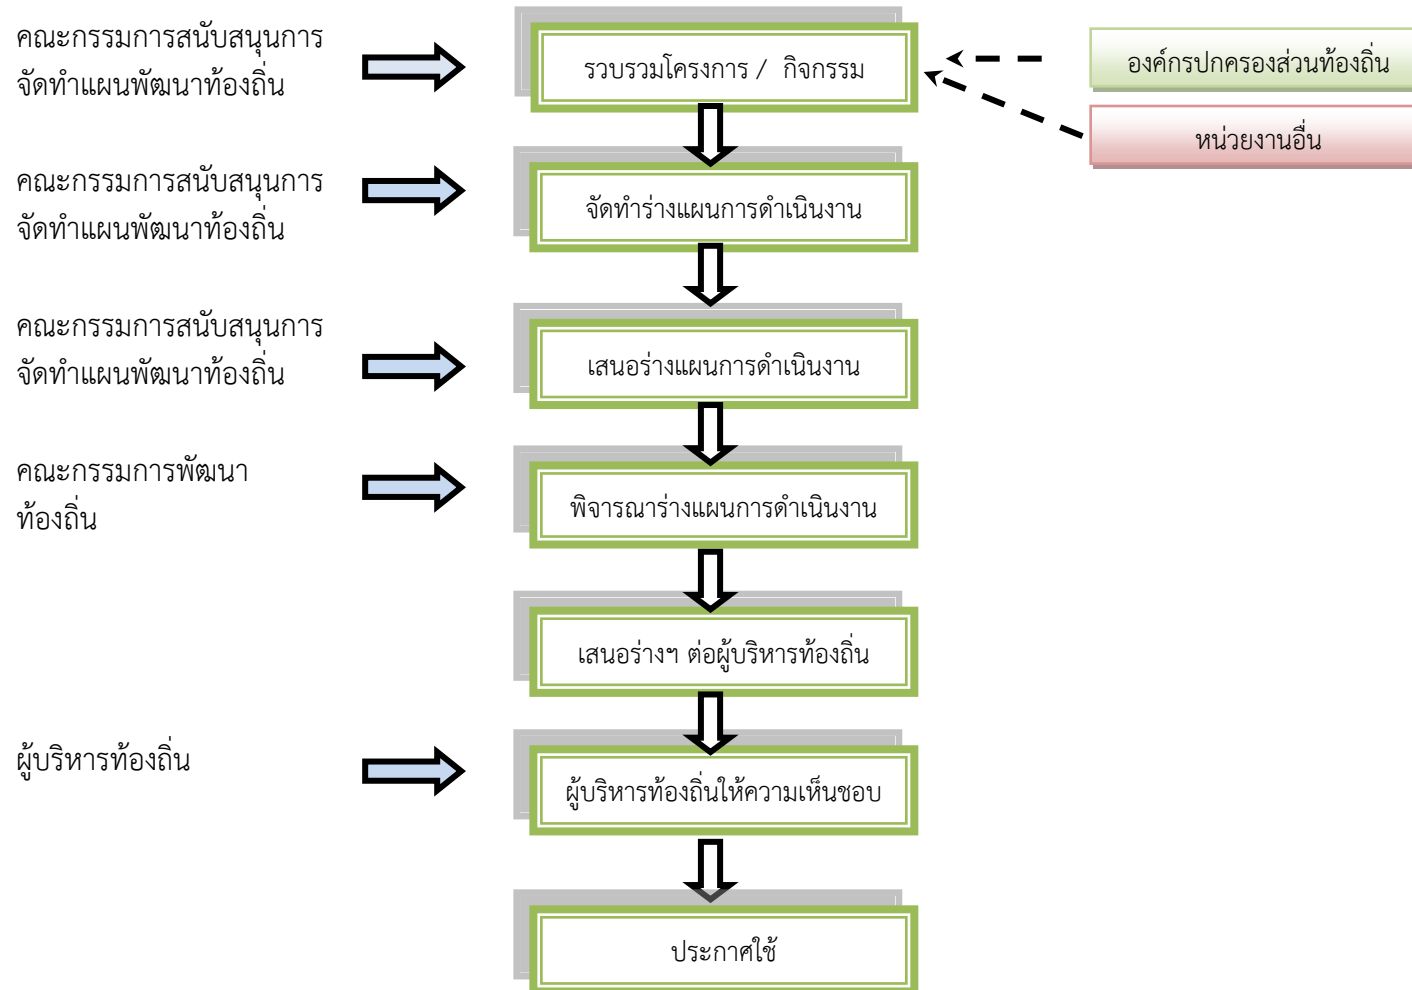 คณะกรรมการสนับสนุนการ
จัดทำแผนพัฒนาท้องถิ่น
รวบรวมโครงการ / กิจกรรม
องค์กรปกครองส่วนท้องถิ่น
หน่วยงานอื่น
คณะกรรมการสนับสนุนการ
จัดทำแผนพัฒนาท้องถิ่น
จัดทำร่างแผนการดำเนินงาน
คณะกรรมการสนับสนุนการ
จัดทำแผนพัฒนาท้องถิ่น
เสนอร่างแผนการดำเนินงาน
คณะกรรมการพัฒนา
ท้องถิ่น
พิจารณาร่างแผนการดำเนินงาน
เสนอร่างฯ ต่อผู้บริหารท้องถิ่น
ผู้บริหารท้องถิ่น
ผู้บริหารท้องถิ่นให้ความเห็นชอบ
ประกาศใช้